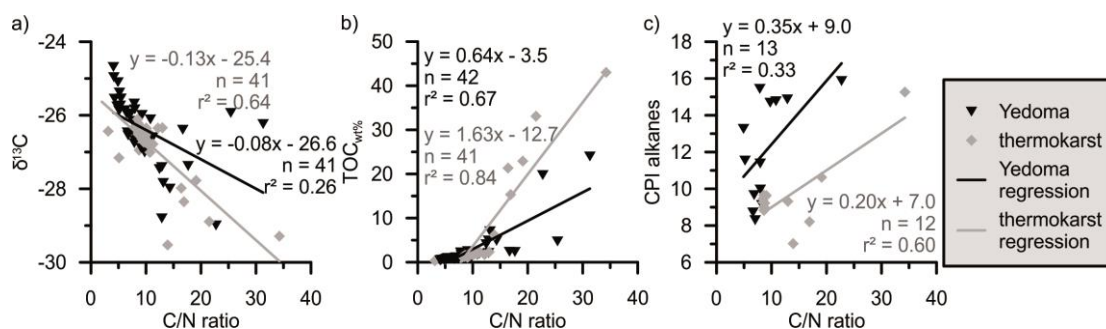 a)
-24
-26
-28
-30
δ¹³C
y = -0.13x - 25.4
n = 41
r² = 0.64
y = -0.08x - 26.6
n = 41
r² = 0.26
0 10 20 30 40
C/N ratio
b)
50
40
30
20
10
0
TOCwt%
y = 0.64x - 3.5
n = 42
r² = 0.67
y = 1.63x - 12.7
n = 41
r² = 0.84
0 10 20 30 40
C/N ratio
c)
18
16
14
12
10
8
6
CPI alkanes
y = 0.35x + 9.0
n = 13
r² = 0.33
y = 0.20x + 7.0
n = 12
r² = 0.60
0 10 20 30 40
C/N ratio
Yedoma
thermokarst
Yedoma
regression
thermokarst
regression